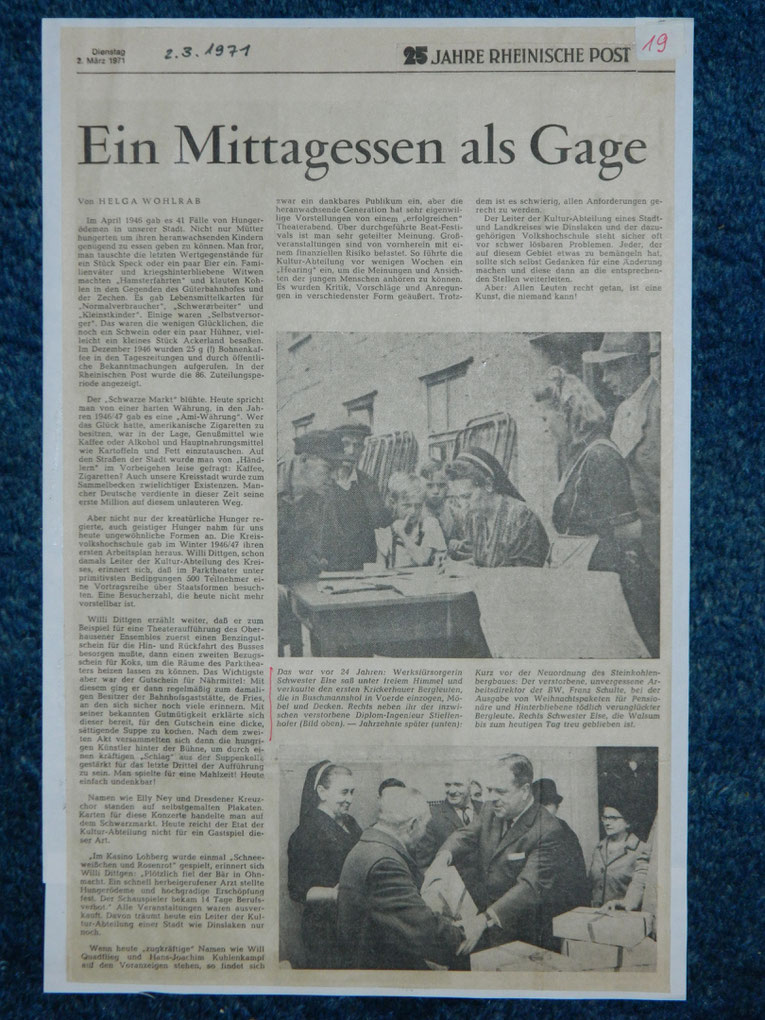 Dienstag
2. März 1971
2.3.1971
25 JAHRE RHEINISCHE POST
19
Ein Mittagessen als Gage
Von HELGA WOHLRAB
Im April 1946 gab es 41 Fälle von Hunger-
ödemen in unserer Stadt. Nicht nur Mütter
hungerten um ihren heranwachsenden Kindern
genügend zu essen geben zu können. Man fror,
man tauschte die letzten Wertgegenstände für
ein Stück Speck oder ein paar Eier ein. Familien-
väter und kriegshinterbliebene Witwen
machten „Hamsterfahrten" und klauten Koh-
len in den Gegenden des Güterbahnhofes und
der Zechen. Es gab Lebensmittelkarten für
„Normalverbraucher", „Schwerarbeiter" und
„Kleinstkinder". Einige waren „Selbstversor-
ger". Das waren die wenigen Glücklichen, die
noch ein Schwein oder ein paar Hühner, viel-
leicht ein kleines Stück Ackerland besaßen.
Im Dezember 1946 wurden 25 g (!) Bohnenkaf-
fee in den Tageszeitungen und durch öffentli-
che Bekanntmachungen aufgerufen. In der
Rheinischen Post wurde die 86. Zuteilungspe-
riode angezeigt.
Der „Schwarze Markt" blühte. Heute spricht
man von einer harten Währung, in den Jah-
ren 1946/47 gab es eine „Ami-Währung". Wer
das Glück hatte, amerikanische Zigaretten zu
besitzen, war in der Lage, Genußmittel wie
Kaffee oder Alkohol und Hauptnahrungsmittel
wie Kartoffeln und Fett einzutauschen. Auf
den Straßen der Stadt wurde man von „Händ-
lern" im Vorbeigehen leise gefragt: Kaffee,
Zigaretten? Auch unsere Kreisstadt wurde zum
Sammelbecken zwielichtiger Existenzen. Man-
cher Deutsche verdiente in dieser Zeit seine
erste Million auf diesem unlauteren Weg.
Aber nicht nur der kreatürliche Hunger re-
gierte, auch geistiger Hunger nahm für uns
heute ungewöhnliche Formen an. Die Kreis-
volkshochschule gab im Winter 1946/47 ihren
ersten Arbeitsplan heraus. Willi Dittgen, schon
damals Leiter der Kultur-Abteilung des Krei-
ses, erinnert sich, daß im Parktheater unter
primitivsten Bedingungen 500 Teilnehmer ei-
ne Vortragsreihe über Staatsformen besuch-
ten. Eine Besucherzahl, die heute nicht mehr
vorstellbar ist.
Willi Dittgen erzählt weiter, daß er zum
Beispiel für eine Theateraufführung des Ober-
hausener Ensembles zuerst einen Benzingut-
schein für die Hin- und Rückfahrt des Busses
besorgen mußte, dann einen zweiten Bezug-
schein für Koks, um die Räume des Parkthea-
ters heizen lassen zu können. Das Wichtigste
aber war der Gutschein für Nährmittel: Mit
diesem ging er dann regelmäßig zum damali-
gen Besitzer der Bahnhofsgaststätte, de Fries,
an den sich sicher noch viele erinnern. Mit
seiner bekannten Gutmütigkeit erklärte sich
dieser bereit, für den Gutschein eine dicke,
sättigende Suppe zu kochen. Nach dem zwei-
ten Akt versammelten sich dann die hungri-
gen Künstler hinter der Bühne, um durch ei-
nen kräftigen „Schlag" aus der Suppenkelle
gestärkt für das letzte Drittel der Aufführung
zu sein. Man spielte für eine Mahlzeit! Heute
einfach undenkbar!
Namen wie Elly Ney und Dresdener Kreuz-
chor standen auf selbstgemalten Plakaten.
Karten für diese Konzerte handelte man auf
dem Schwarzmarkt. Heute reicht der Etat der
Kultur-Abteilung nicht für ein Gastspiel die-
ser Art.
„Im Kasino Lohberg wurde einmal „Schnee-
weißchen und Rosenrot" gespielt, erinnert sich
Willi Dittgen: „Plötzlich fiel der Bär in Ohn-
macht. Ein schnell herbeigerufener Arzt stellte
Hungerödeme und hochgradige Erschöpfung
fest. Der Schauspieler bekam 14 Tage Berufs-
verbot." Alle Veranstaltungen waren ausver-
kauft. Davon träumt heute ein Leiter der Kul-
tur-Abteilung einer Stadt wie Dinslaken nur
noch.
Wenn heute „zugkräftige" Namen wie Will
Quadflieg und Hans-Joachim Kuhlenkampf
auf den Voranzeigen stehen, so findet sich
zwar ein dankbares Publikum ein, aber die
heranwachsende Generation hat sehr eigenwil-
lige Vorstellungen von einem „erfolgreichen"
Theaterabend. Über durchgeführte Beat-Festi-
vals ist man sehr geteilter Meinung. Groß-
veranstaltungen sind von vornherein mit ei-
nem finanziellen Risiko befaßt. So führte die
Kultur-Abteilung vor wenigen Wochen ein
„Hearing" ein, um die Meinungen und Ansich-
ten der jungen Menschen anhören zu können.
Es wurden Kritik, Vorschläge und Anregun-
gen in verschiedenster Form geäußert. Trotz-
dem ist es schwierig, allen Anforderungen ge-
recht zu werden.
Der Leiter der Kultur-Abteilung eines Stadt-
und Landkreises wie Dinslaken und der dazu-
gehörigen Volkshochschule steht sicher oft
vor schwer lösbaren Problemen. Jeder, der
auf diesem Gebiet etwas zu bemängeln hat,
sollte sich selbst Gedanken für eine Änderung
machen und diese dann an die entsprechen-
den Stellen weiterleiten.
Aber: Allen Leuten recht getan, ist eine
Kunst, die niemand kann!
Das war vor 24 Jahren: Werksfürsorgerin
Schwester Else saß unter freiem Himmel und
verkaufte den ersten Krickerhauer Bergleuten,
die in Buschmannshof in Voerde einzogen, Mö-
bel und Decken. Rechts neben ihr der inzwi-
schen verstorbene Diplom-Ingenieur Stiefen-
hofer (Bild oben). — Jahrzehnte später (unten):
Kurz vor der Neuordnung des Steinkohlen-
bergbaues: Der verstorbene, unvergessene Ar-
beitsdirektor der BW, Franz Schulte, bei der
Ausgabe von Weihnachtspaketen für Pensio-
näre und Hinterbliebene tödlich verunglückter
Bergleute. Rechts Schwester Else, die Walsum
bis zum heutigen Tag treu geblieben ist.